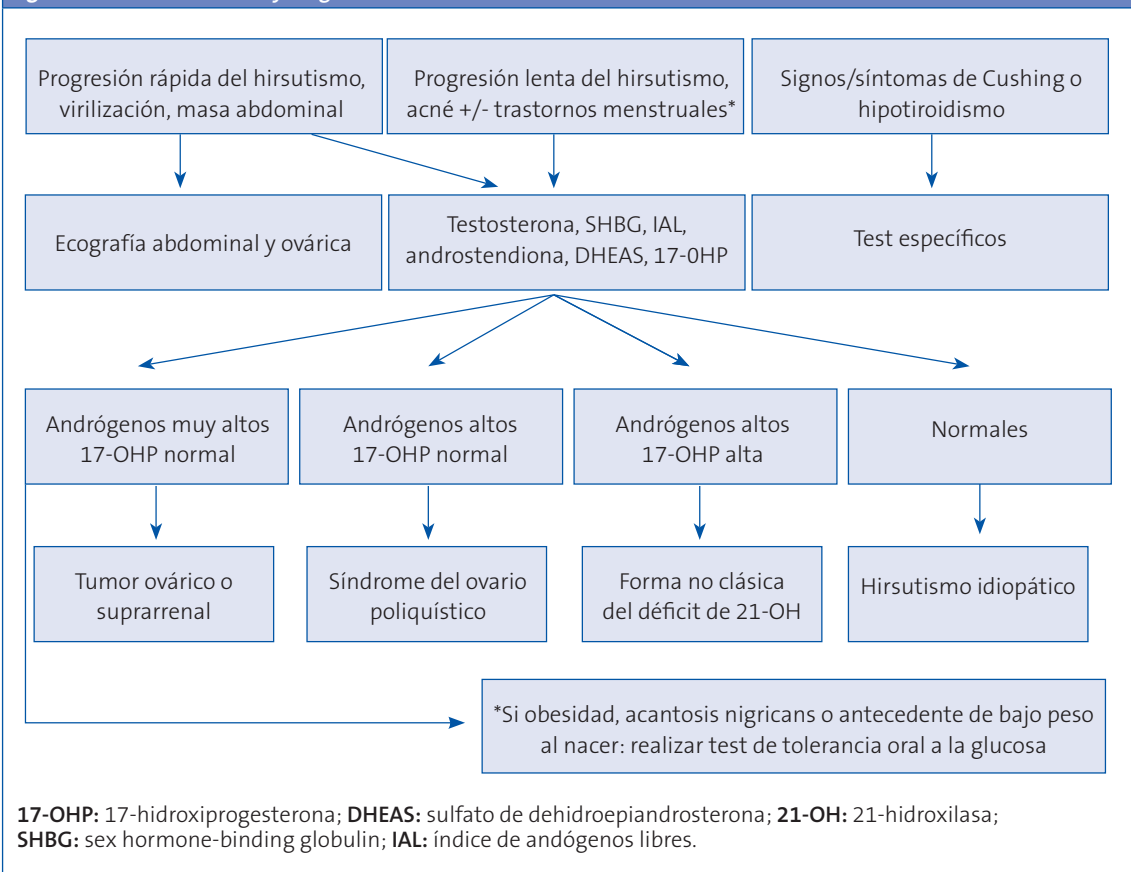 Progresión rápida del hirsutismo,
virilización, masa abdominal
Progresión lenta del hirsutismo,
acné +/- trastornos menstruales*
Signos/síntomas de Cushing o
hipotiroidismo
Ecografía abdominal y ovárica
Testosterona, SHBG, IAL,
androstendiona, DHEAS, 17-0HP
Test específicos
Andrógenos muy altos
17-OHP normal
Andrógenos altos
17-OHP normal
Andrógenos altos
17-OHP alta
Normales
Tumor ovárico o
suprarrenal
Síndrome del ovario
poliquístico
Forma no clásica
del déficit de 21-OH
Hirsutismo idiopático
*Si obesidad, acantosis nigricans o antecedente de bajo peso
al nacer: realizar test de tolerancia oral a la glucosa
17-OHP: 17-hidroxiprogesterona; DHEAS: sulfato de dehidroepiandrosterona; 21-OH: 21-hidroxilasa;
SHBG: sex hormone-binding globulin; IAL: índice de andógenos libres.